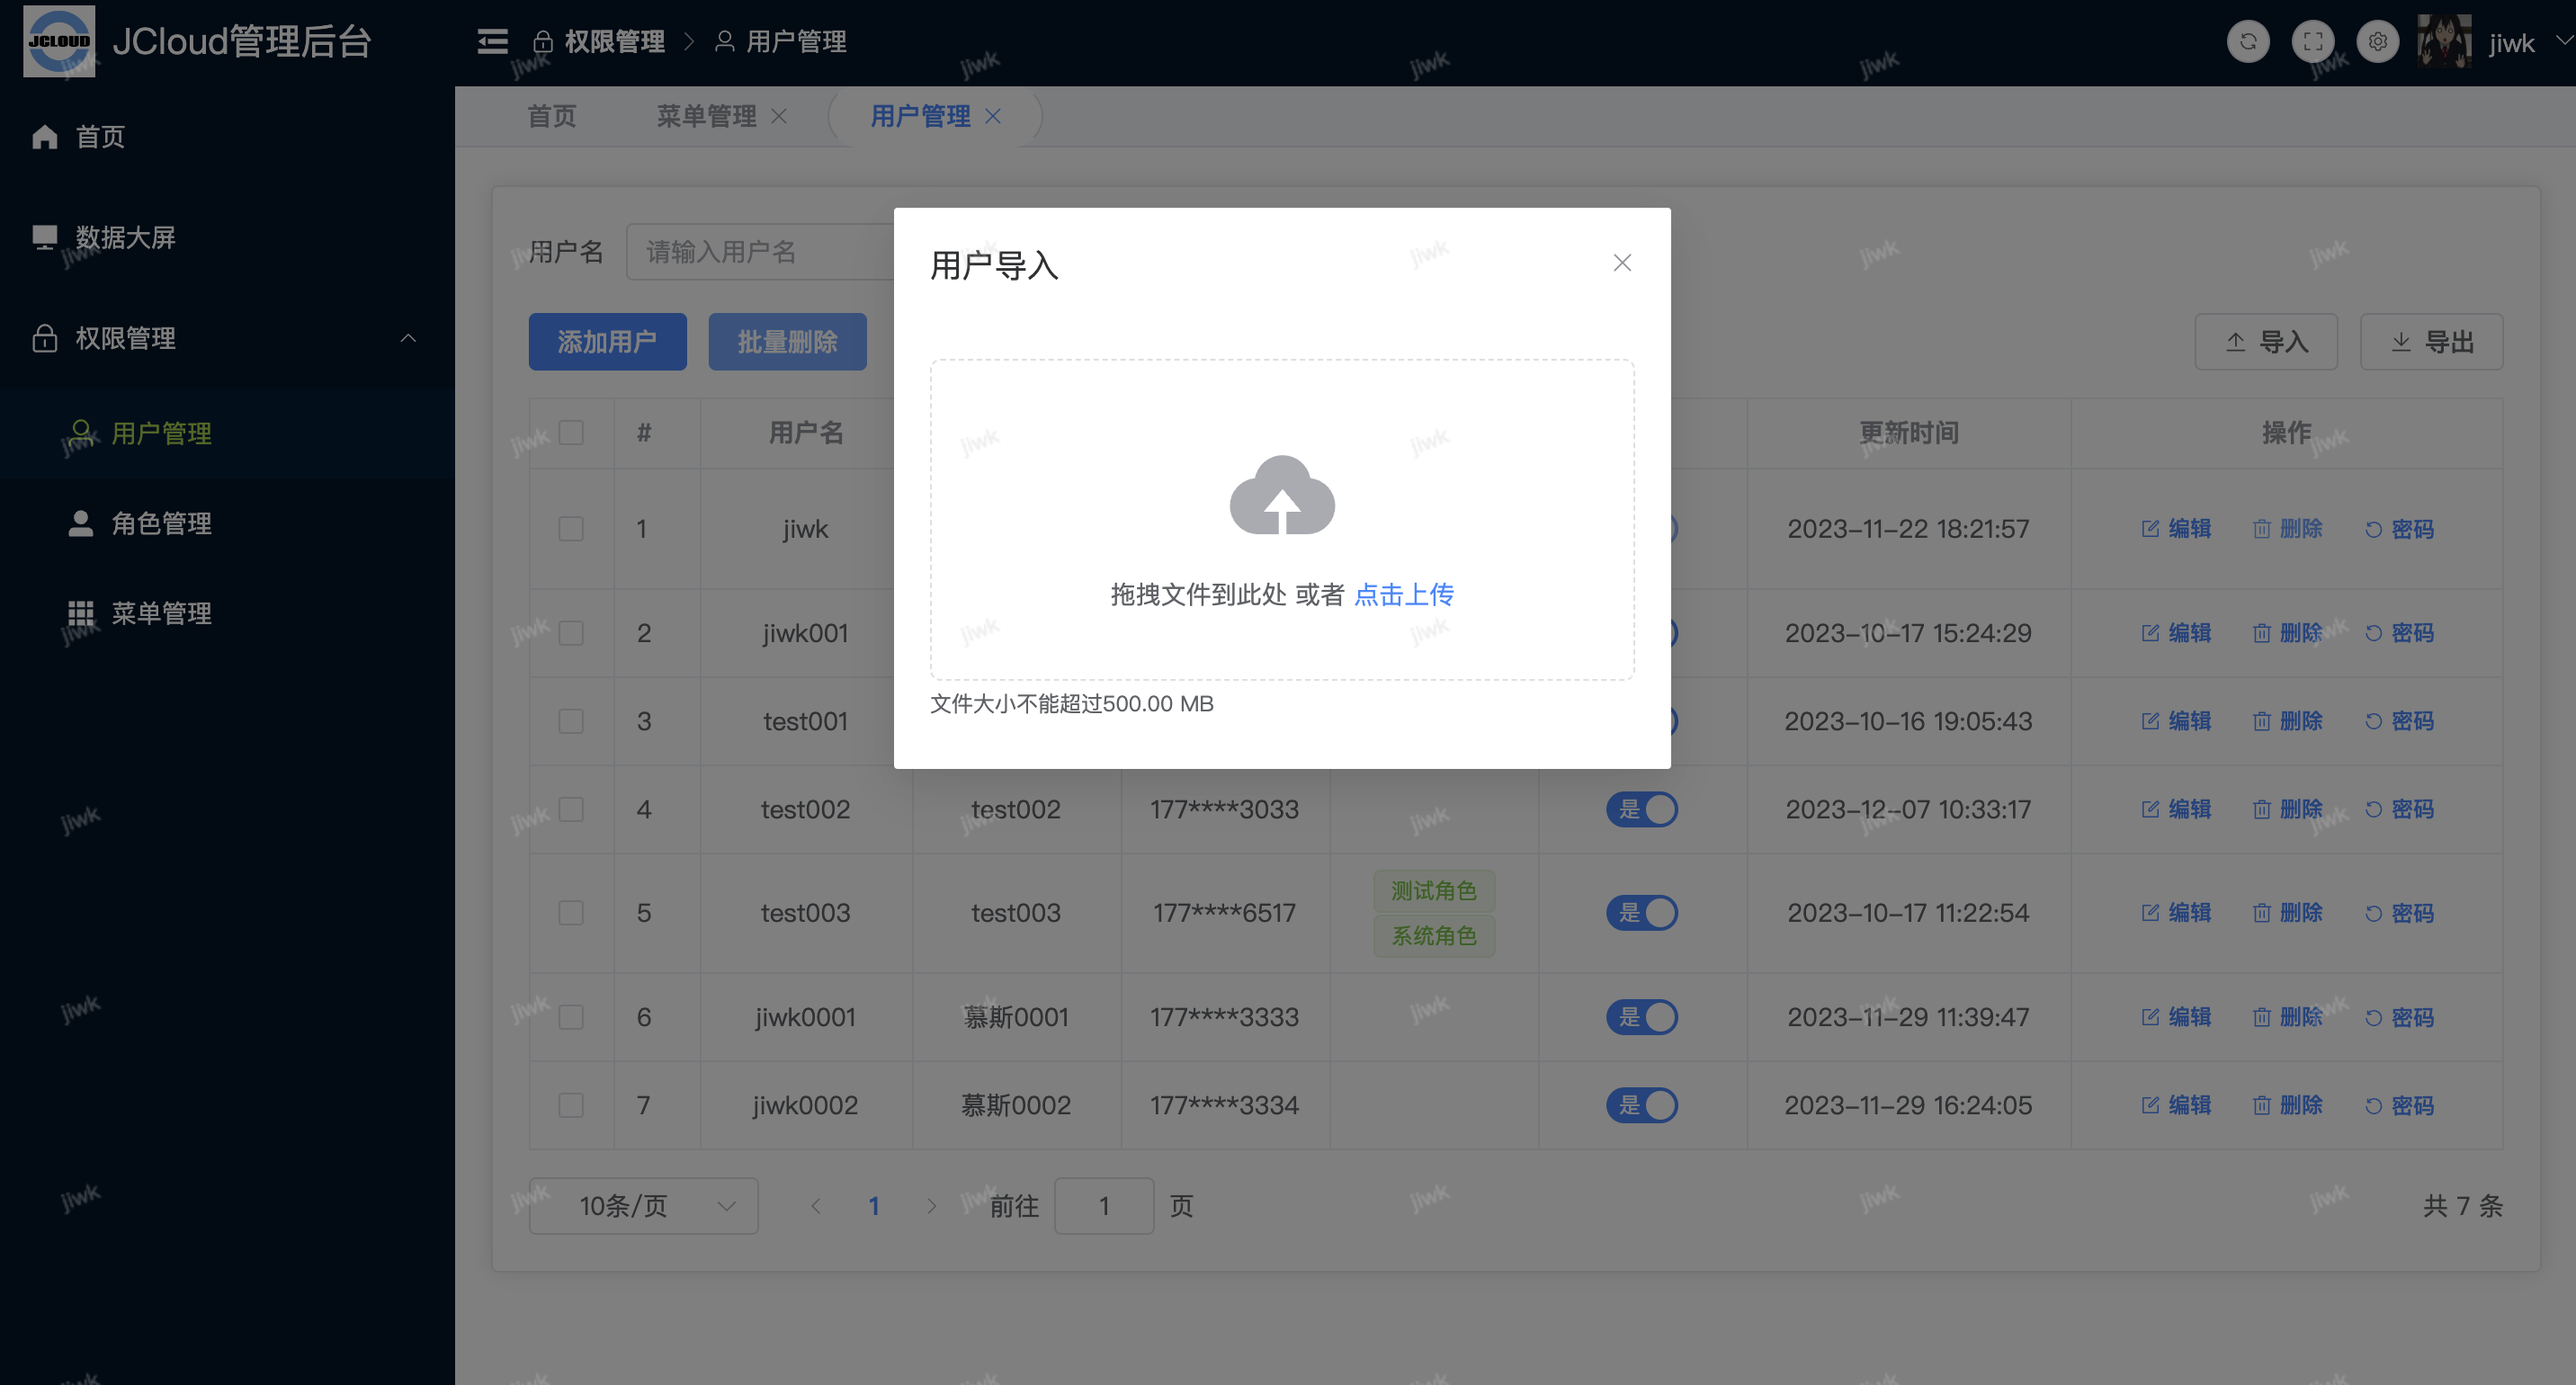 JCLOUD JCloud管理后台 权限管理 > 用户管理 jiwk
首页 菜单管理 用户管理
首页
数据大屏
权限管理
用户管理
角色管理
菜单管理
用户名 请输入用户名
添加用户 批量删除 导入 导出
用户导入
拖拽文件到此处 或者 点击上传
文件大小不能超过500.00 MB
# 用户名 更新时间 操作
1 jiwk 2023-11-22 18:21:57 编辑 删除 密码
2 jiwk001 2023-10-17 15:24:29 编辑 删除 密码
3 test001 2023-10-16 19:05:43 编辑 删除 密码
4 test002 test002 177****3033 是 2023-12-07 10:33:17 编辑 删除 密码
5 test003 test003 177****6517 测试角色 系统角色 是 2023-10-17 11:22:54 编辑 删除 密码
6 jiwk0001 慕斯0001 177****3333 是 2023-11-29 11:39:47 编辑 删除 密码
7 jiwk0002 慕斯0002 177****3334 是 2023-11-29 16:24:05 编辑 删除 密码
10条/页 1 前往 1 页 共 7 条